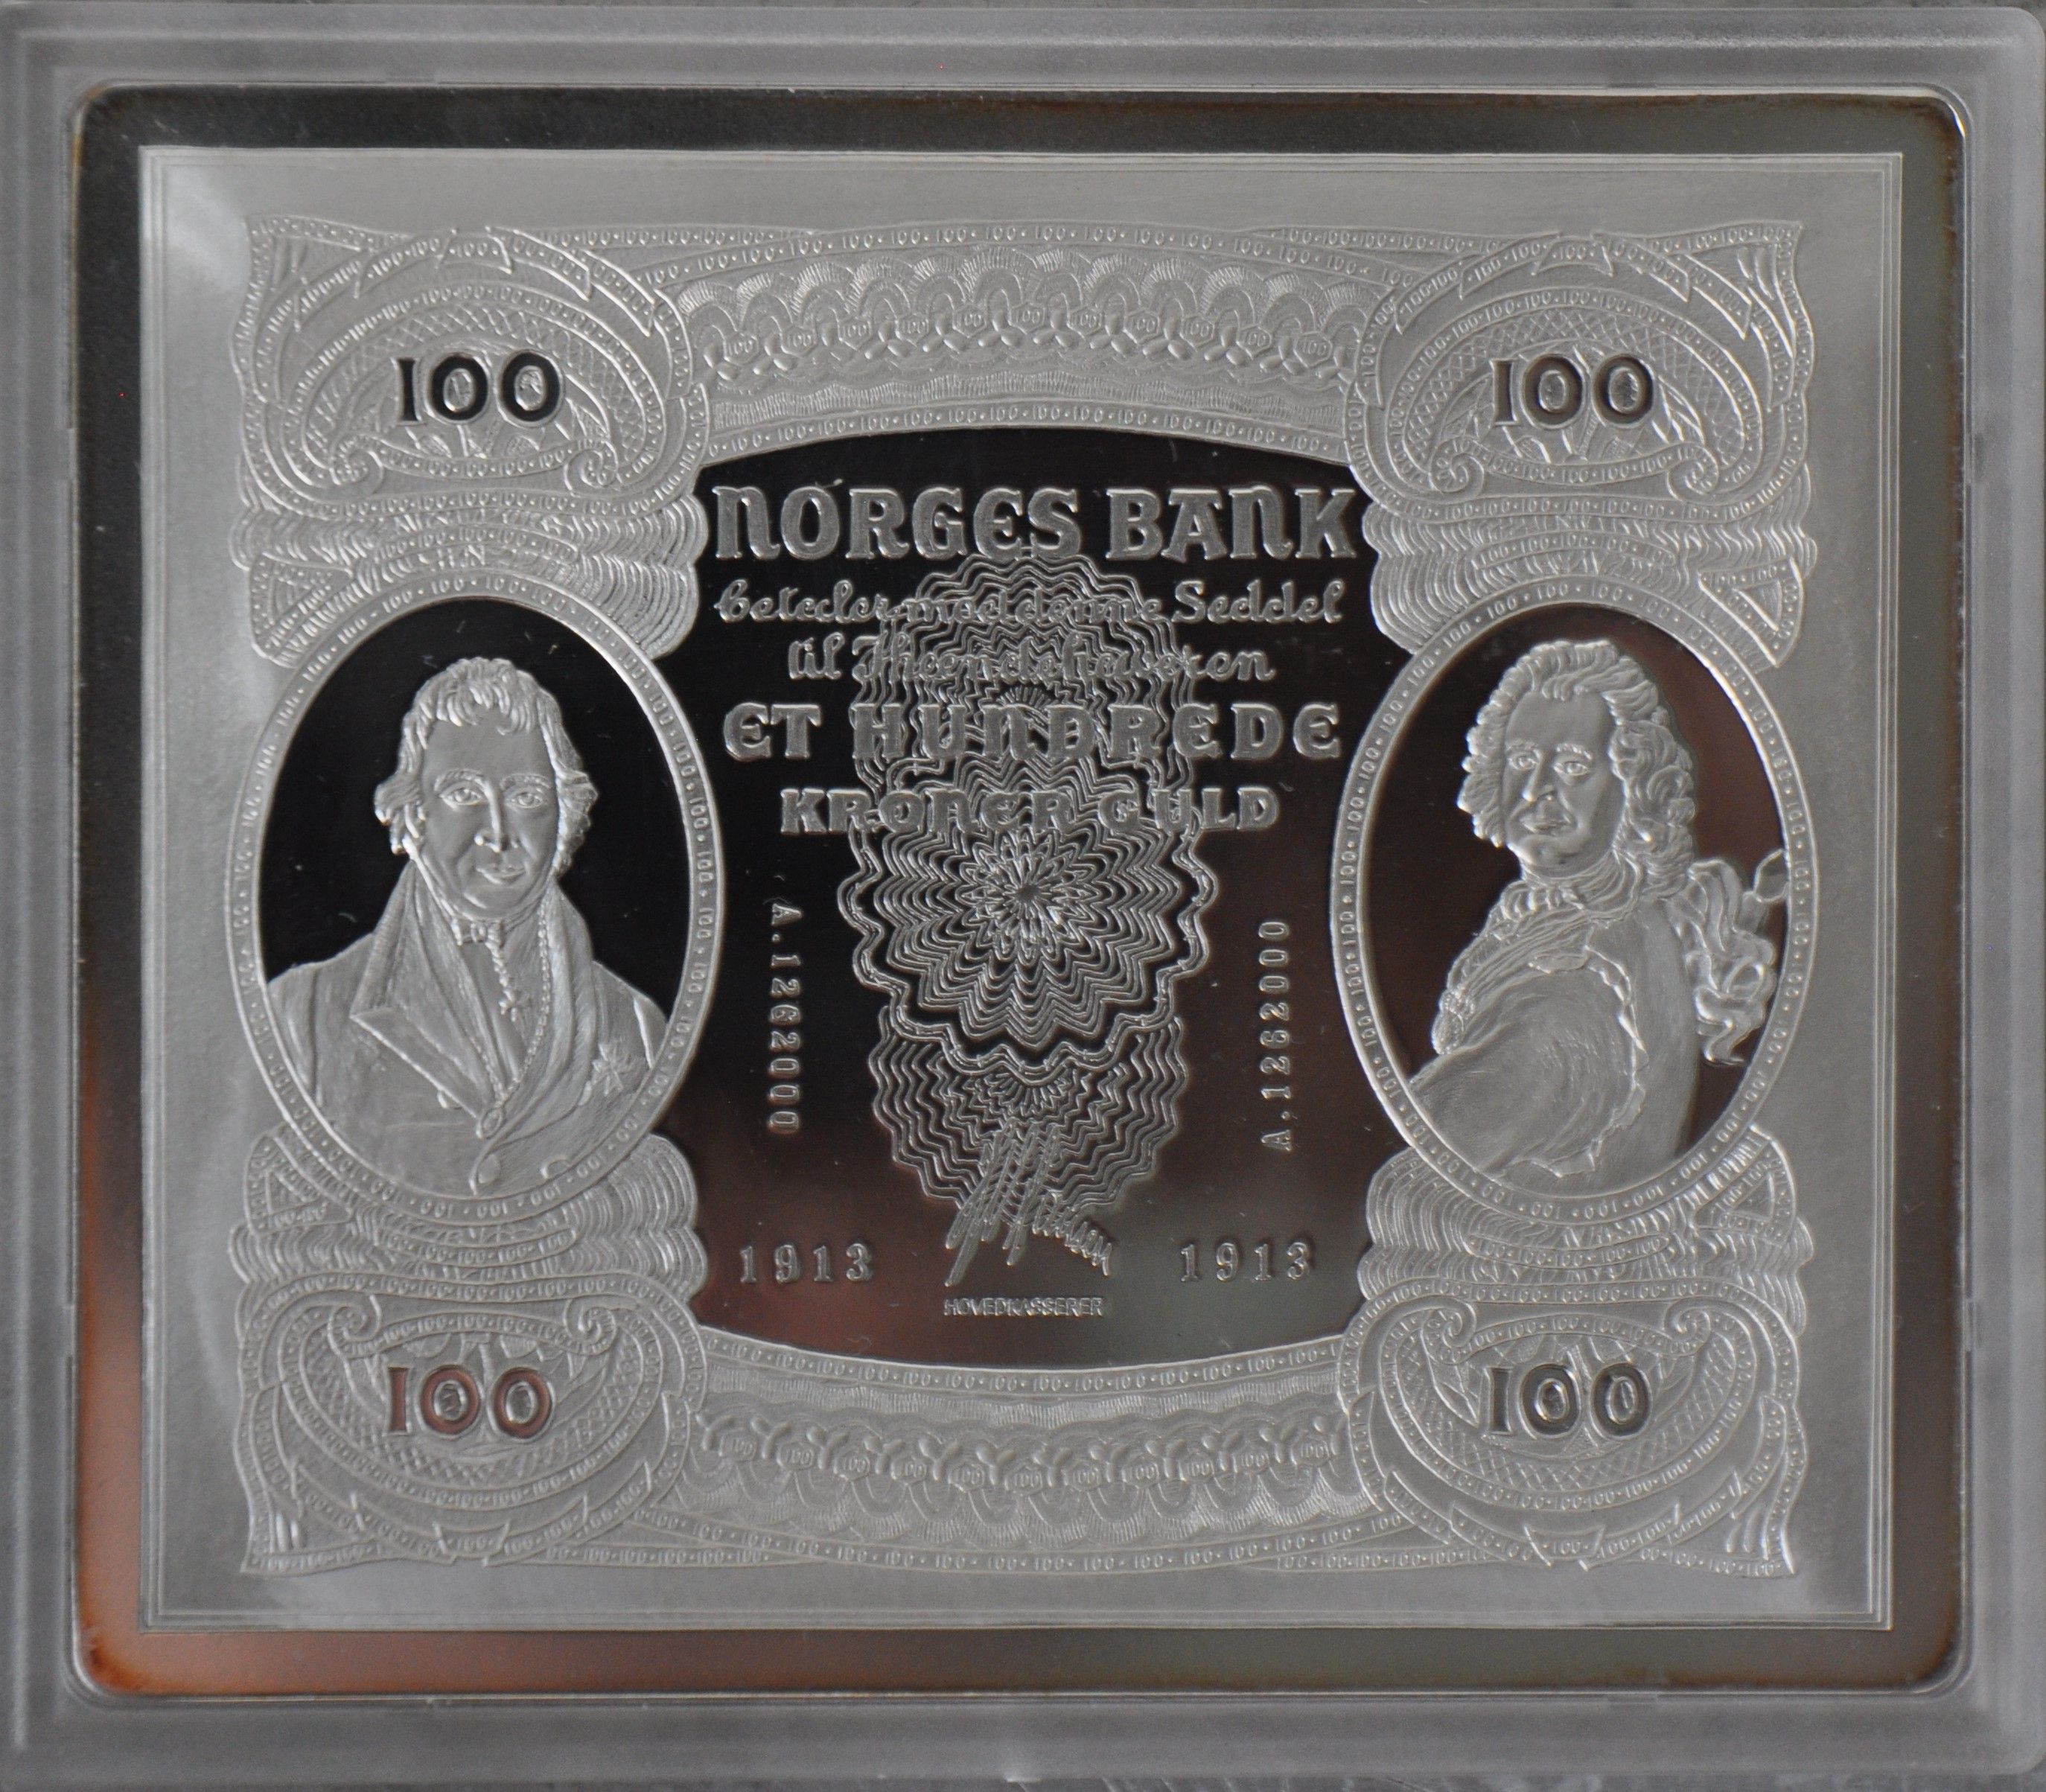 100
100
NORGES BANK
betaler mod denne Seddel
til Ihændehaveren
ET HUNDREDE
KRONER GULD
A.1262000
A.1262000
1913
1913
HOVEDKASSERER
100
100